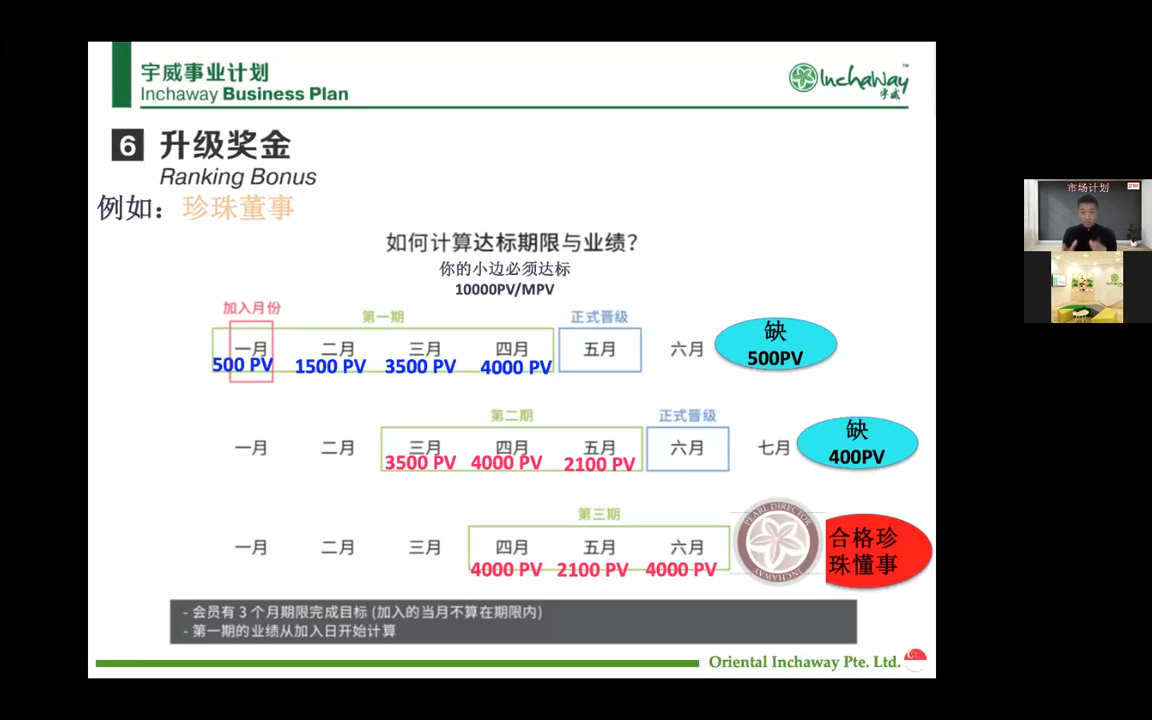 宇威事业计划
Inchaway Business Plan
Inchaway™
宇威
6 升级奖金
Ranking Bonus
例如：珍珠董事
如何计算达标期限与业绩？
你的小边必须达标
10000PV/MPV
加入月份 第一期 正式晋级
一月 二月 三月 四月 五月 六月
500 PV 1500 PV 3500 PV 4000 PV
缺
500PV
第二期 正式晋级
一月 二月 三月 四月 五月 六月 七月
3500 PV 4000 PV 2100 PV
缺
400PV
第三期
一月 二月 三月 四月 五月 六月
4000 PV 2100 PV 4000 PV
PEARL DIRECTOR
INCHAWAY
合格珍
珠懂事
- 会员有 3 个月期限完成目标 (加入的当月不算在期限内)
- 第一期的业绩从加入日开始计算
Oriental Inchaway Pte. Ltd.
市场计划